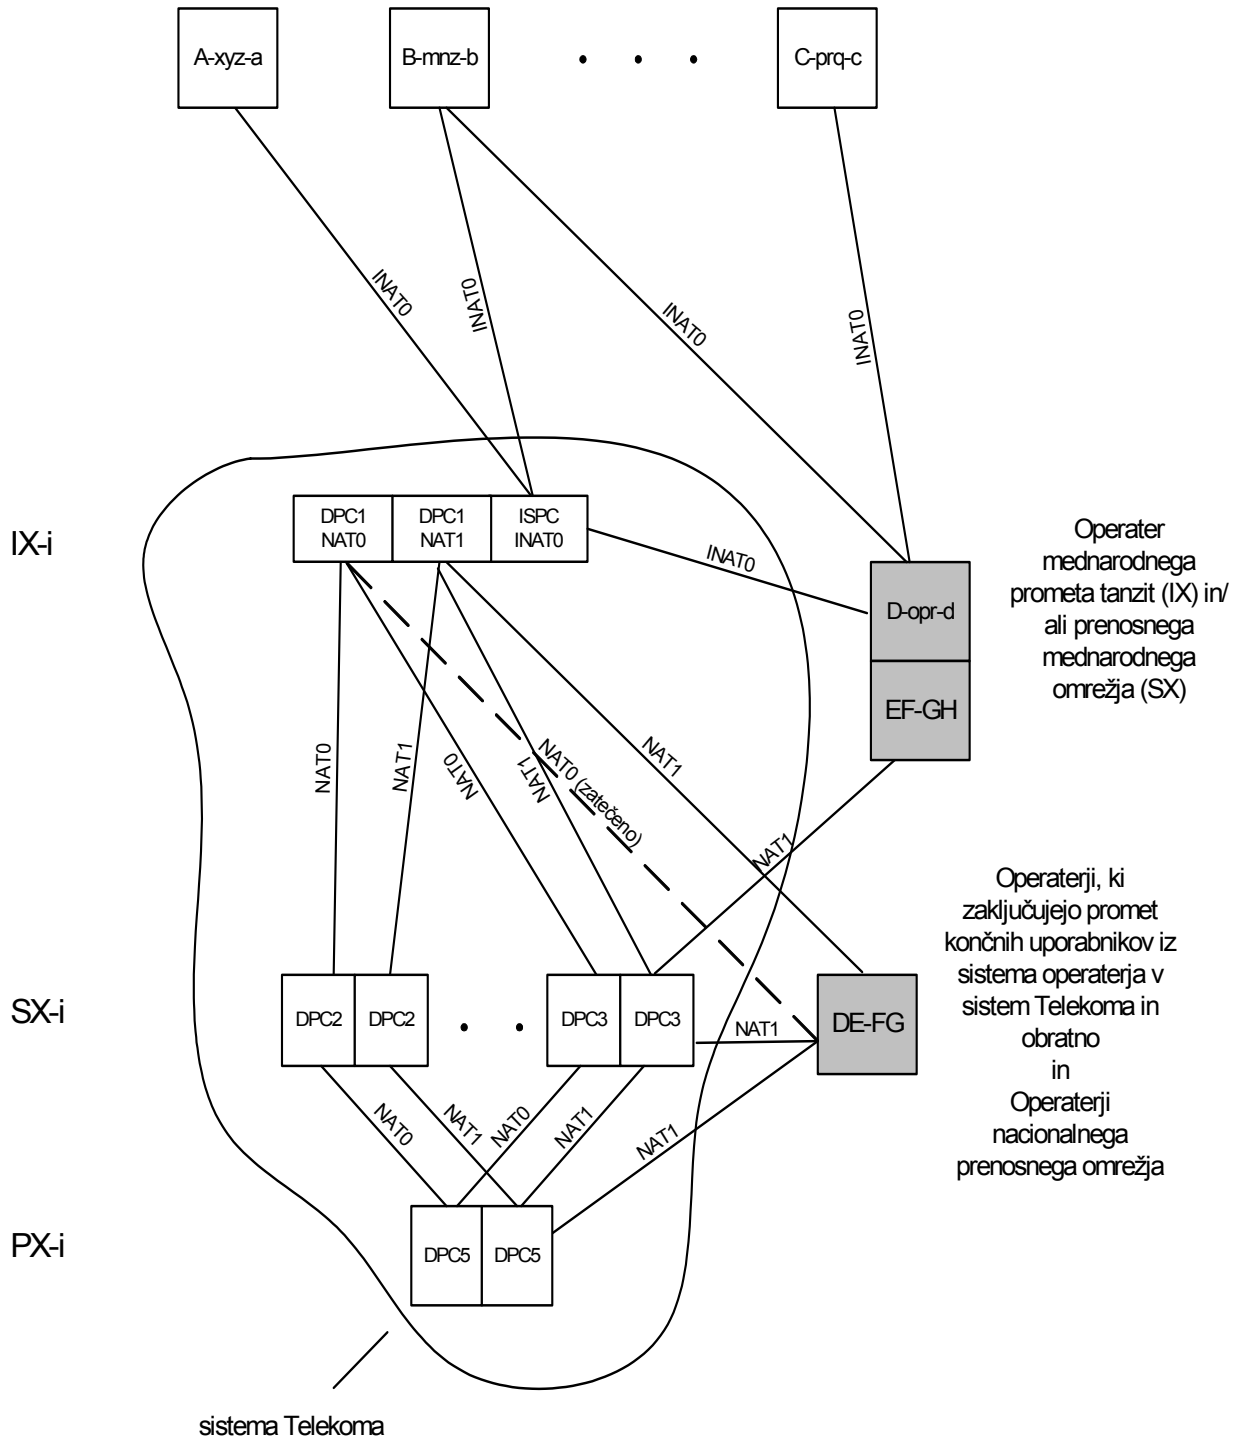 A-xyz-a
B-mnz-b
C-prq-c
INAT0
INAT0
INAT0
INAT0
IX-i
DPC1
NAT0
DPC1
NAT1
ISPC
INAT0
INAT0
D-opr-d
EF-GH
Operater
mednarodnega
prometa tanzit (IX) in/
ali prenosnega
mednarodnega
omrežja (SX)
NAT0
NAT1
NAT0
NAT1
NAT0 (zatečeno)
NAT1
NAT1
SX-i
DPC2
DPC2
DPC3
DPC3
NAT1
DE-FG
Operaterji, ki
zaključujejo promet
končnih uporabnikov iz
sistema operaterja v
sistem Telekoma in
obratno
in
Operaterji
nacionalnega
prenosnega omrežja
NAT0
NAT1
NAT0
NAT1
NAT1
PX-i
DPC5
DPC5
sistema Telekoma